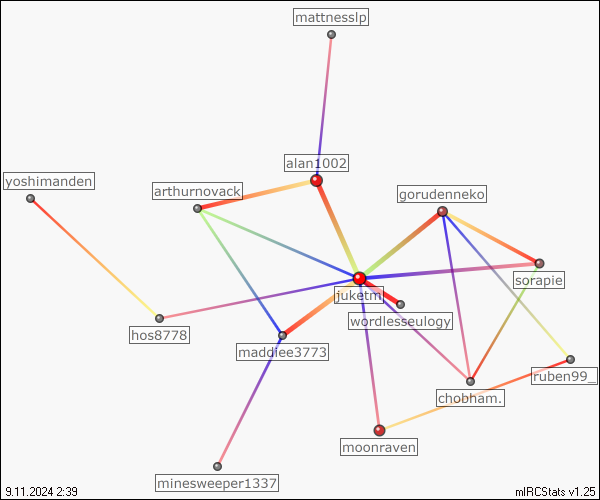 mattnesslp
alan1002
yoshimanden
arthurnovack
gorudenneko
sorapie
juketm
wordlesseulogy
hos8778
maddiee3773
ruben99_
chobham.
moonraven
minesweeper1337
9.11.2024 2:39
mIRCStats v1.25